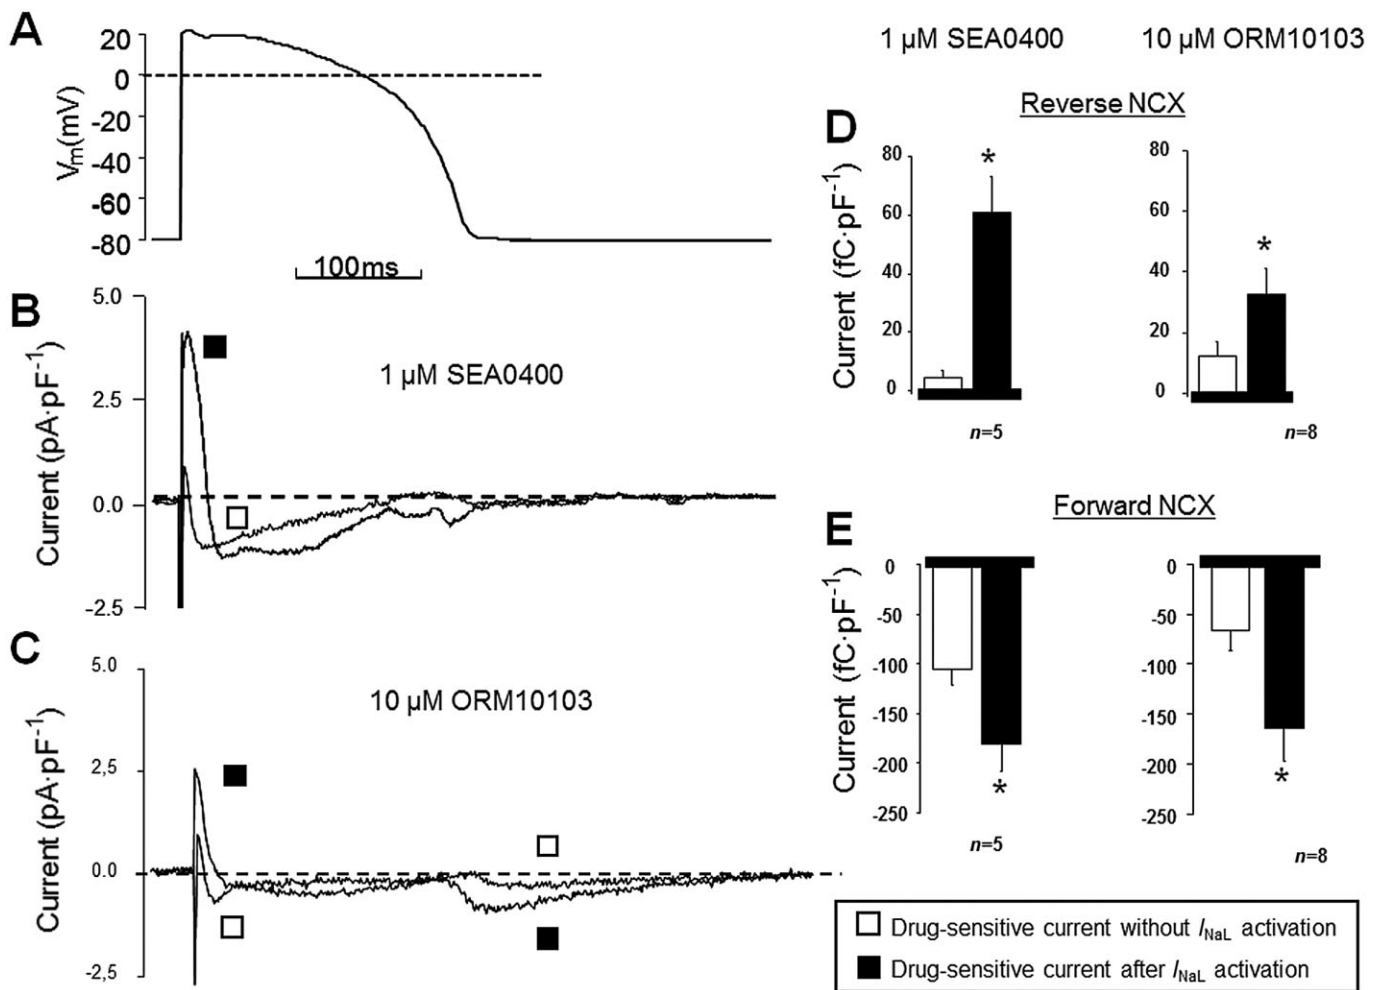 A
20
0
-20
-40
-60
-80
Vm(mV)
100ms
B
5.0
2.5
0.0
-2.5
Current (pA·pF-1)
1 µM SEA0400
C
5.0
2,5
0.0
-2,5
Current (pA·pF-1)
10 µM ORM10103
1 µM SEA0400
10 µM ORM10103
Reverse NCX
D
Current (fC·pF-1)
80
60
40
20
0
*
n=5
80
60
40
20
0
*
n=8
Forward NCX
E
Current (fC·pF-1)
0
-50
-100
-150
-200
-250
*
n=5
0
-50
-100
-150
-200
-250
*
n=8
Drug-sensitive current without INaL activation
Drug-sensitive current after INaL activation